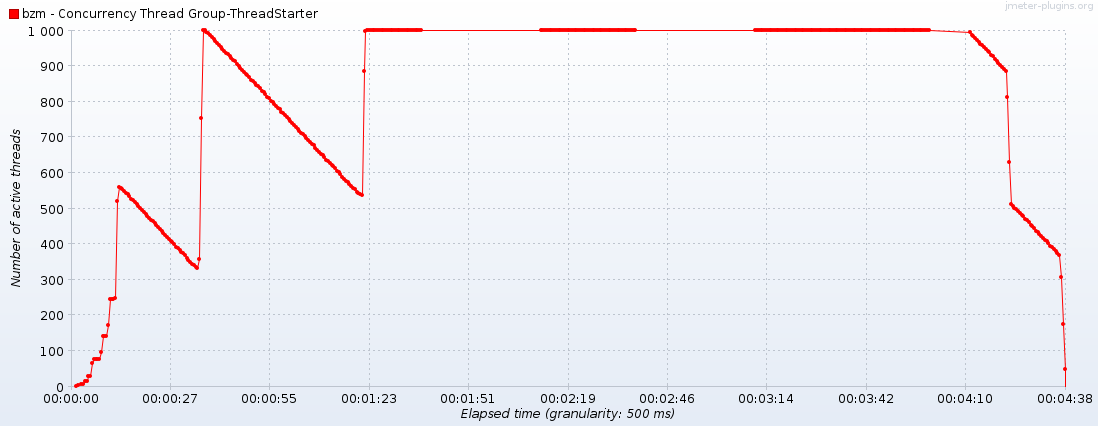 jmeter-plugins.org
bzm - Concurrency Thread Group-ThreadStarter
1 000
900
800
700
600
500
400
300
200
100
0
Number of active threads
00:00:00 00:00:27 00:00:55 00:01:23 00:01:51 00:02:19 00:02:46 00:03:14 00:03:42 00:04:10 00:04:38
Elapsed time (granularity: 500 ms)